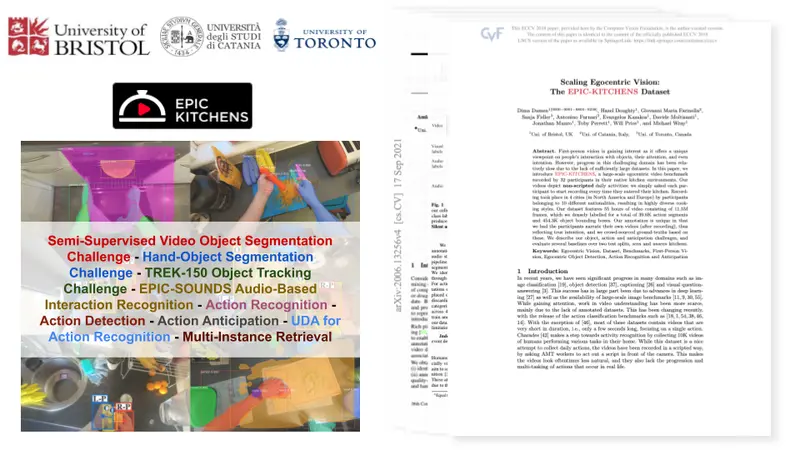 University of
BRISTOL
UNIVERSITÀ
degli STUDI
di CATANIA
UNIVERSITY OF
TORONTO
EPIC
KITCHENS
Semi-Supervised Video Object Segmentation
Challenge - Hand-Object Segmentation
Challenge - TREK-150 Object Tracking
Challenge - EPIC-SOUNDS Audio-Based
Interaction Recognition - Action Recognition -
Action Detection - Action Anticipation - UDA for
Action Recognition - Multi-Instance Retrieval
L-P
R-P
arXiv:2006.13256v4 [cs.CV] 17 Sep 2021
CVF
This ECCV 2018 paper, provided here by the Computer Vision Foundation, is the author-created version.
The content of this paper is identical to the content of the officially published ECCV 2018
LNCS version of the paper as available on SpringerLink: https://link.springer.com/conference/eccv
Scaling Egocentric Vision:
The EPIC-KITCHENS Dataset
Dima Damen, Hazel Doughty, Giovanni Maria Farinella,
Sanja Fidler, Antonino Furnari, Evangelos Kazakos, Davide Moltisanti,
Jonathan Munro, Toby Perrett, Will Price, and Michael Wray
Uni. of Bristol, UK Uni. of Catania, Italy, Uni. of Toronto, Canada
Abstract. First-person vision is gaining interest as it offers a unique
viewpoint on people's interaction with objects, their attention, and even
intention. However, progress in this challenging domain has been rela-
tively slow due to the lack of sufficiently large datasets. In this paper, we
introduce EPIC-KITCHENS, a large-scale egocentric video benchmark
recorded by 32 participants in their native kitchen environments. Our
videos depict non-scripted daily activities: we simply asked each par-
ticipant to start recording every time they entered their kitchen. Record-
ing took place in 4 cities (in North America and Europe) by participants
belonging to 10 different nationalities, resulting in highly diverse cook-
ing styles. Our dataset features 55 hours of video consisting of 11.5M
frames, which we densely labelled for a total of 39.6K action segments
and 454.3K object bounding boxes. Our annotation is unique in that
we had the participants narrate their own videos (after recording), thus
reflecting true intention, and we crowd-sourced ground-truths based on
these. We describe our object, action and anticipation challenges, and
evaluate several baselines over two test splits, seen and unseen kitchens.
Keywords: Egocentric Vision, Dataset, Benchmarks, First-Person Vi-
sion, Egocentric Object Detection, Action Recognition and Anticipation
1 Introduction
In recent years, we have seen significant progress in many domains such as im-
age classification [19], object detection [37], captioning [26] and visual question-
answering [3]. This success has large part been due to advances in deep learn-
ing [27] as well as the availability of large-scale image benchmarks [11, 9, 30, 55].
While gaining attention, work in video understanding has been more scarce,
mainly due to the lack of annotated datasets. This has been changing recently,
with the release of the action classification benchmarks such as
With the exception of [46], most of these datasets contain videos that are
very short in duration, i.e., only a few seconds long, focusing on a single action.
Charades [42] makes a step towards activity recognition by collecting 10K videos
of humans performing various tasks in their home. While this dataset is a nice
attempt to collect daily actions, the videos have been recorded in a scripted way,
by asking AMT workers to act out a script in front of the camera. This makes
the videos look oftentimes less natural, and they also lack the progression and
multi-tasking of actions that occur in real life.